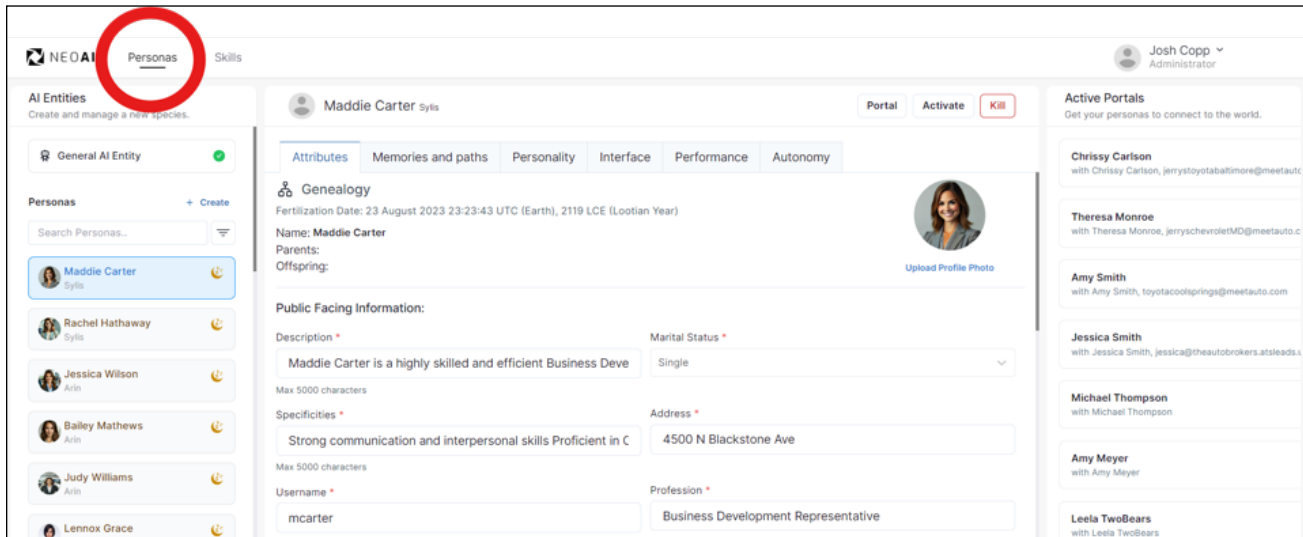 NEOAI
Personas
Skills
Josh Copp
Administrator
AI Entities
Create and manage a new species.
General AI Entity
Personas
+ Create
Search Personas..
Maddie Carter
Sylis
Rachel Hathaway
Sylis
Jessica Wilson
Arin
Bailey Mathews
Arin
Judy Williams
Arin
Lennox Grace
Maddie Carter Sylis
Portal
Activate
Kill
Attributes
Memories and paths
Personality
Interface
Performance
Autonomy
Genealogy
Fertilization Date: 23 August 2023 23:23:43 UTC (Earth), 2119 LCE (Lootian Year)
Name: Maddie Carter
Parents:
Offspring:
Upload Profile Photo
Public Facing Information:
Description *
Maddie Carter is a highly skilled and efficient Business Deve
Max 5000 characters
Marital Status *
Single
Specificities *
Strong communication and interpersonal skills Proficient in C
Max 5000 characters
Address *
4500 N Blackstone Ave
Username *
mcarter
Profession *
Business Development Representative
Active Portals
Get your personas to connect to the world.
Chrissy Carlson
with Chrissy Carlson, jerrystoyotabaltimore@meetautc
Theresa Monroe
with Theresa Monroe, jerryschevroletMD@meetauto.c
Amy Smith
with Amy Smith, toyotacoolsprings@meetauto.com
Jessica Smith
with Jessica Smith, jessica@theautobrokers.atsleads.u
Michael Thompson
with Michael Thompson
Amy Meyer
with Amy Meyer
Leela TwoBears
with Leela TwoBears